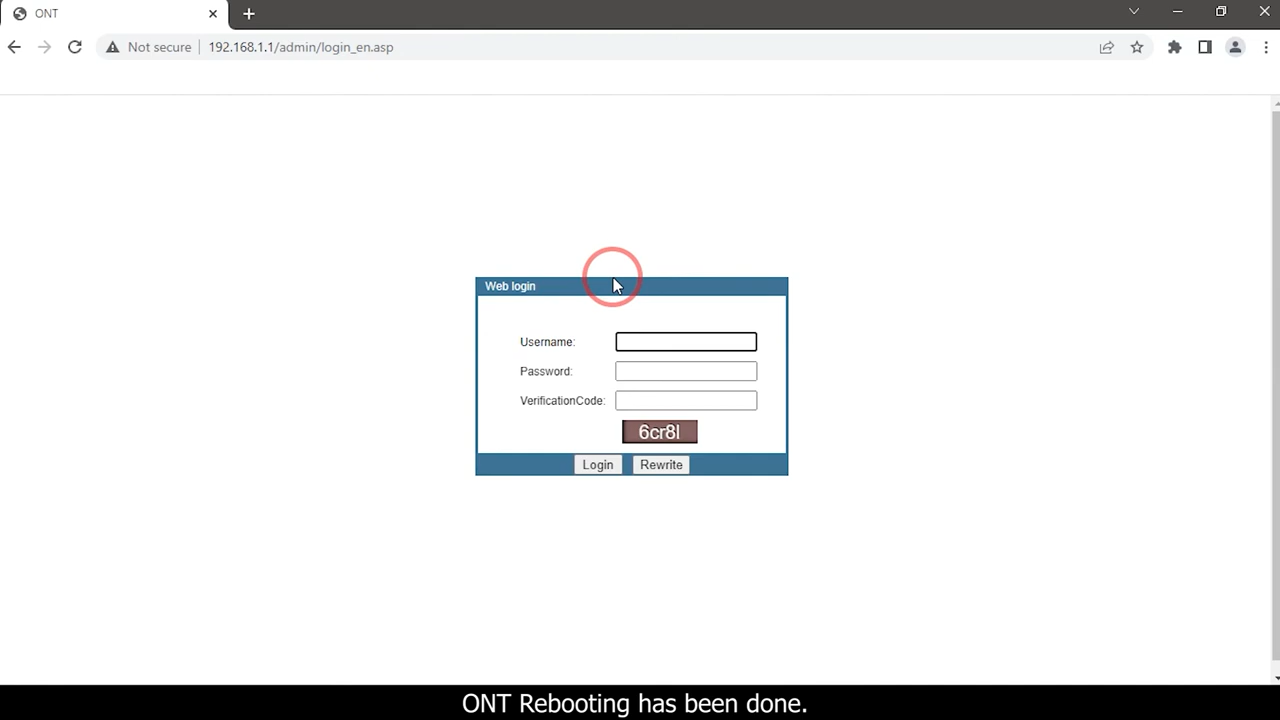 ONT
Not secure 192.168.1.1/admin/login_en.asp
Web login
Username:
Password:
VerificationCode:
6cr8l
Login Rewrite
ONT Rebooting has been done.